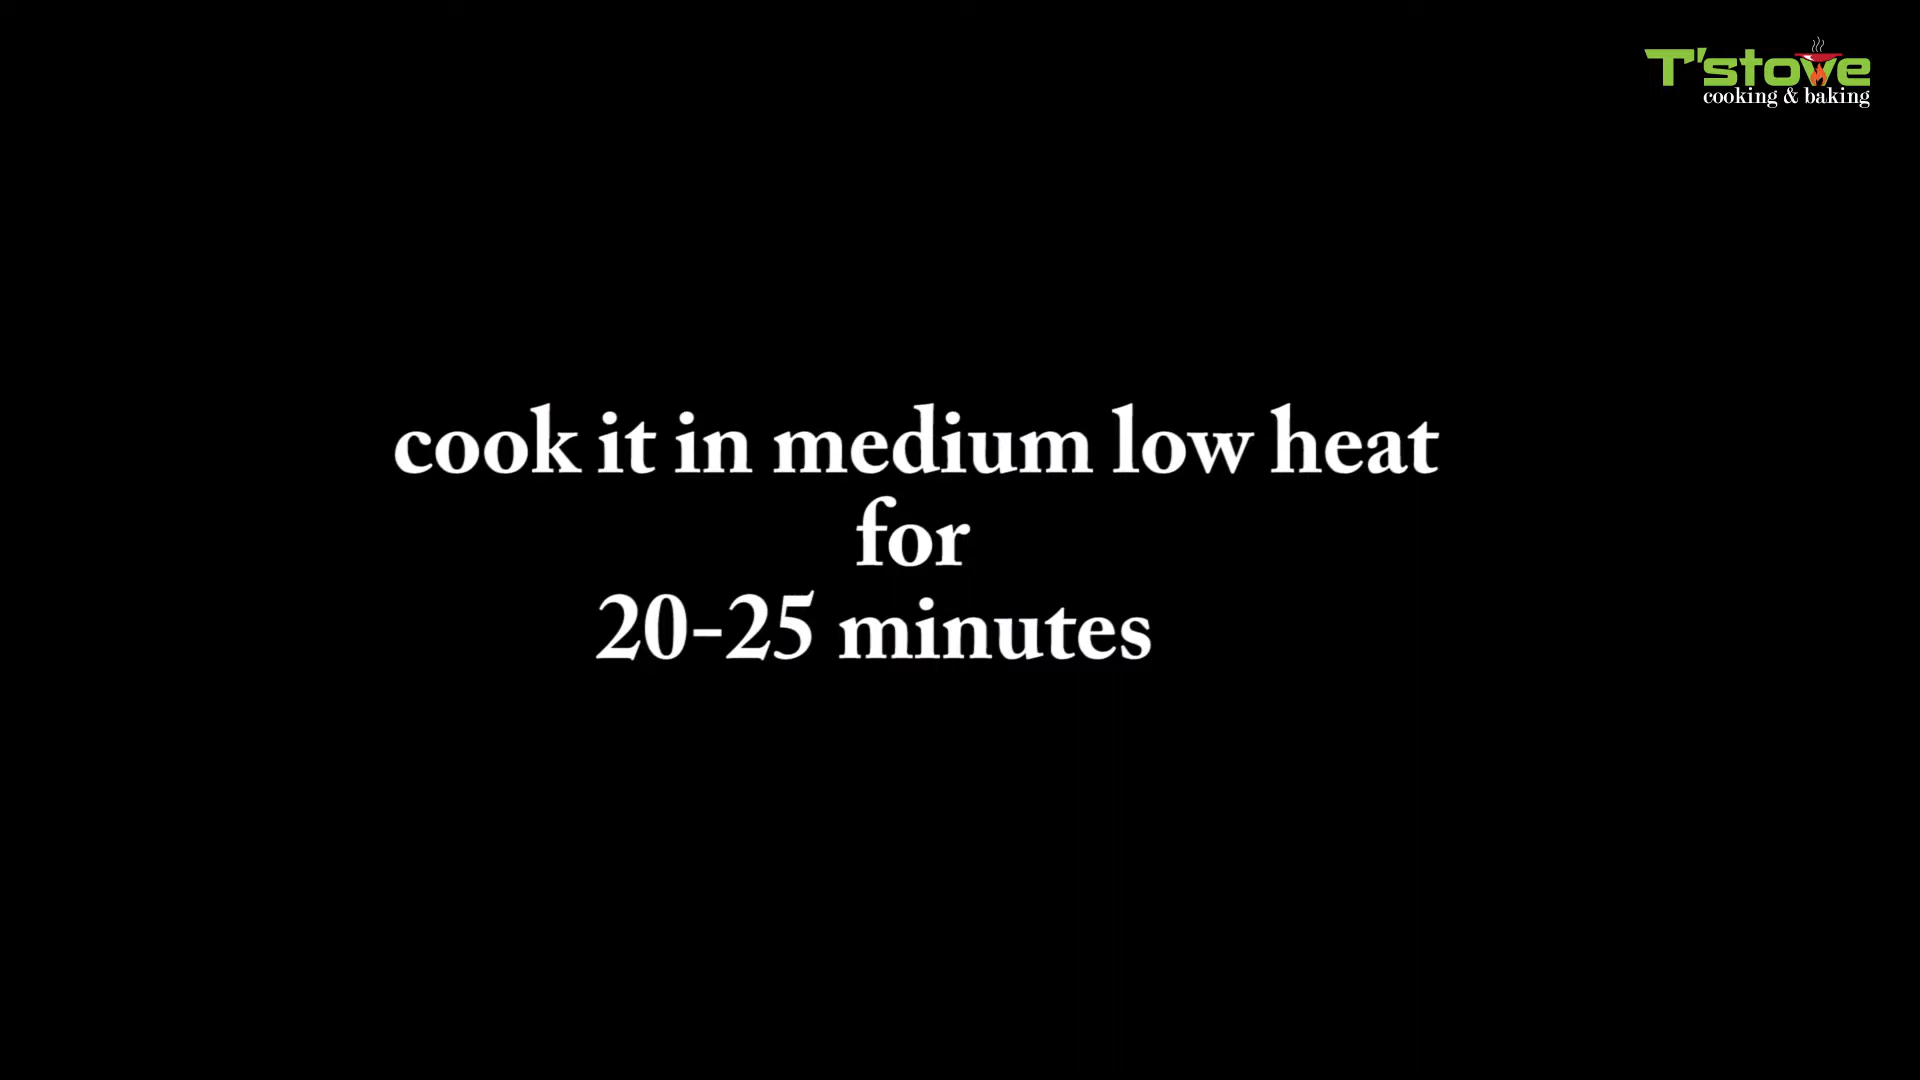 T'stove
cooking & baking
cook it in medium low heat
for
20-25 minutes